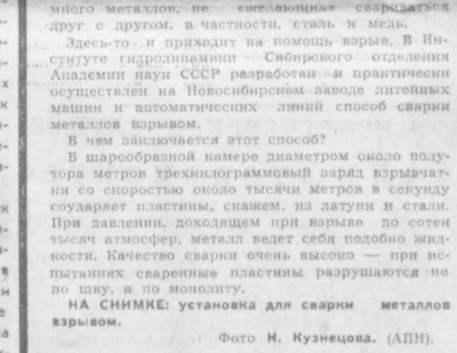 много металлов, не «желающих» свариваться
друг с другом, в частности, сталь и медь.
Здесь-то и приходит на помощь взрыв. В Ин-
ституте гидродинамики Сибирского отделения
Академии наук СССР разработан и практически
осуществлен на Новосибирском заводе литейных
машин и автоматических линий способ сварки
металлов взрывом.
В чем заключается этот способ?
В шарообразной камере диаметром около полу-
тора метров трехкилограммовый заряд взрывчат-
ки со скоростью около тысячи метров в секунду
соударяет пластины, скажем, из латуни и стали.
При давлении, доходящем при взрыве до сотен
тысяч атмосфер, металл ведет себя подобно жид-
кости. Качество сварки очень высоко — при ис-
пытаниях сваренные пластины разрушаются не
по шву, а по монолиту.
НА СНИМКЕ: установка для сварки металлов
взрывом.
Фото Н. Кузнецова. (АПН).